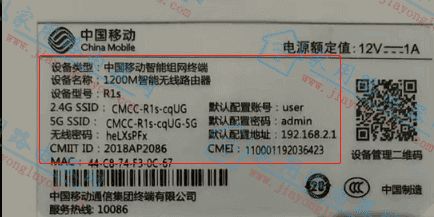 中国移动
China Mobile
电源额定值: 12V⎓1A
设备类型: 中国移动智能组网终端
设备名称: 1200M智能无线路由器
设备型号: R1s
2.4G SSID: CMCC-R1s-cqUG 默认配置账号: user
5G SSID: CMCC-R1s-cqUG-5G 默认配置密码: admin
无线密码: heLXsPFx 默认配置地址: 192.168.2.1
CMIIT ID: 2018AP2086 CMEI: 110001192036423
MAC: 44-C8-74-F3-0C-67
设备管理二维码
中国移动通信集团终端有限公司
服务热线: 10086
中国制造